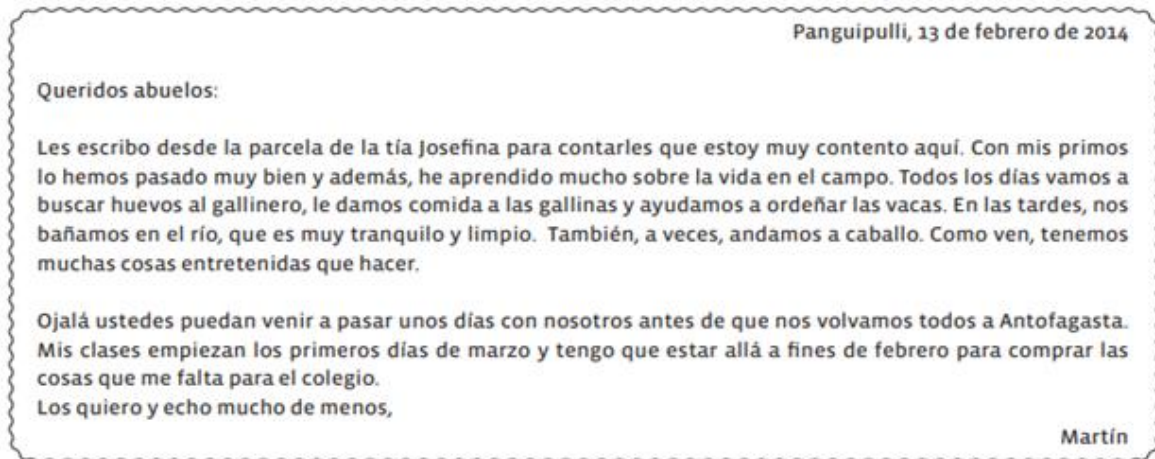 Panguipulli, 13 de febrero de 2014
Queridos abuelos:
Les escribo desde la parcela de la tía Josefina para contarles que estoy muy contento aquí. Con mis primos
lo hemos pasado muy bien y además, he aprendido mucho sobre la vida en el campo. Todos los días vamos a
buscar huevos al gallinero, le damos comida a las gallinas y ayudamos a ordeñar las vacas. En las tardes, nos
bañamos en el río, que es muy tranquilo y limpio. También, a veces, andamos a caballo. Como ven, tenemos
muchas cosas entretenidas que hacer.
Ojalá ustedes puedan venir a pasar unos días con nosotros antes de que nos volvamos todos a Antofagasta.
Mis clases empiezan los primeros días de marzo y tengo que estar allá a fines de febrero para comprar las
cosas que me falta para el colegio.
Los quiero y echo mucho de menos,
Martín